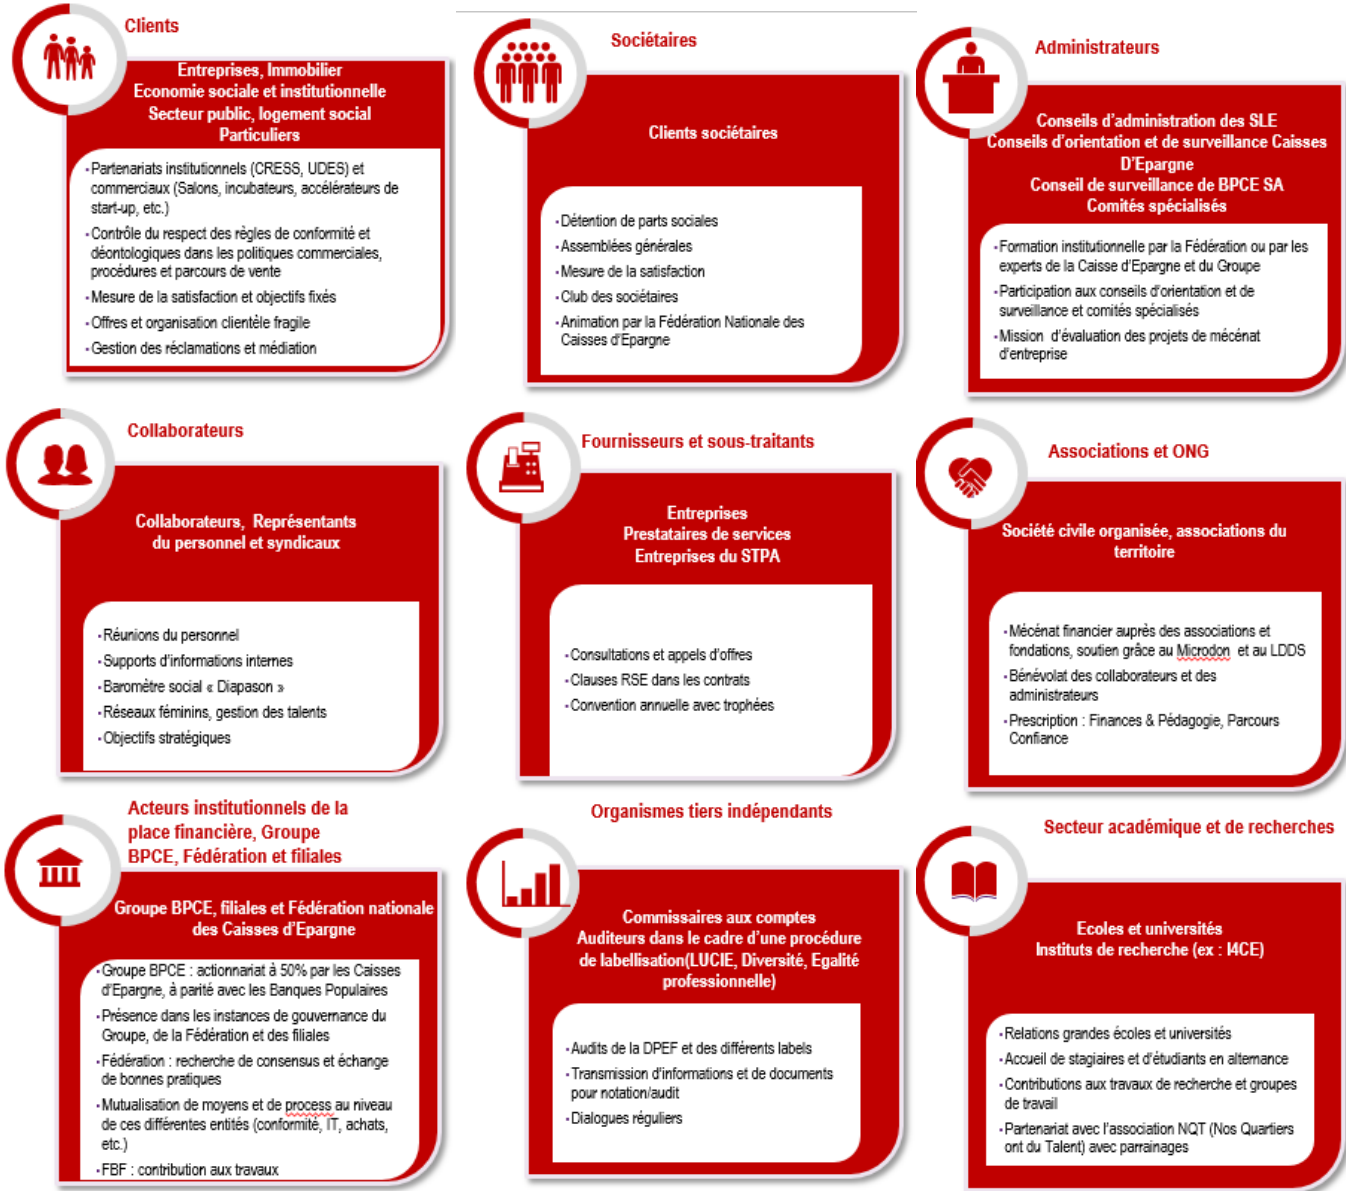 Clients
Entreprises, Immobilier
Economie sociale et institutionnelle
Secteur public, logement social
Particuliers
- Partenariats institutionnels (CRESS, UDES) et
commerciaux (Salons, incubateurs, accélérateurs de
start-up, etc.)
- Contrôle du respect des règles de conformité et
déontologiques dans les politiques commerciales,
procédures et parcours de vente
- Mesure de la satisfaction et objectifs fixés
- Offres et organisation clientèle fragile
- Gestion des réclamations et médiation
Sociétaires
Clients sociétaires
- Détention de parts sociales
- Assemblées générales
- Mesure de la satisfaction
- Club des sociétaires
- Animation par la Fédération Nationale des
Caisses d'Epargne
Administrateurs
Conseils d'administration des SLE
Conseils d'orientation et de surveillance Caisses
D'Epargne
Conseil de surveillance de BPCE SA
Comités spécialisés
- Formation institutionnelle par la Fédération ou par les
experts de la Caisse d'Epargne et du Groupe
- Participation aux conseils d'orientation et de
surveillance et comités spécialisés
- Mission d'évaluation des projets de mécénat
d'entreprise
Collaborateurs
Collaborateurs, Représentants
du personnel et syndicaux
- Réunions du personnel
- Supports d'informations internes
- Baromètre social « Diapason »
- Réseaux féminins, gestion des talents
- Objectifs stratégiques
Fournisseurs et sous-traitants
Entreprises
Prestataires de services
Entreprises du STPA
- Consultations et appels d'offres
- Clauses RSE dans les contrats
- Convention annuelle avec trophées
Associations et ONG
Société civile organisée, associations du
territoire
- Mécénat financier auprès des associations et
fondations, soutien grâce au Microdon et au LDDS
- Bénévolat des collaborateurs et des
administrateurs
- Prescription : Finances & Pédagogie, Parcours
Confiance
Acteurs institutionnels de la
place financière, Groupe
BPCE, Fédération et filiales
Groupe BPCE, filiales et Fédération nationale
des Caisses d'Epargne
- Groupe BPCE : actionnariat à 50% par les Caisses
d'Epargne, à parité avec les Banques Populaires
- Présence dans les instances de gouvernance du
Groupe, de la Fédération et des filiales
- Fédération : recherche de consensus et échange
de bonnes pratiques
- Mutualisation de moyens et de process au niveau
de ces différentes entités (conformité, IT, achats,
etc.)
- FBF : contribution aux travaux
Organismes tiers indépendants
Commissaires aux comptes
Auditeurs dans le cadre d'une procédure
de labellisation(LUCIE, Diversité, Egalité
professionnelle)
- Audits de la DPEF et des différents labels
- Transmission d'informations et de documents
pour notation/audit
- Dialogues réguliers
Secteur académique et de recherches
Ecoles et universités
Instituts de recherche (ex : I4CE)
- Relations grandes écoles et universités
- Accueil de stagiaires et d'étudiants en alternance
- Contributions aux travaux de recherche et groupes
de travail
- Partenariat avec l'association NQT (Nos Quartiers
ont du Talent) avec parrainages